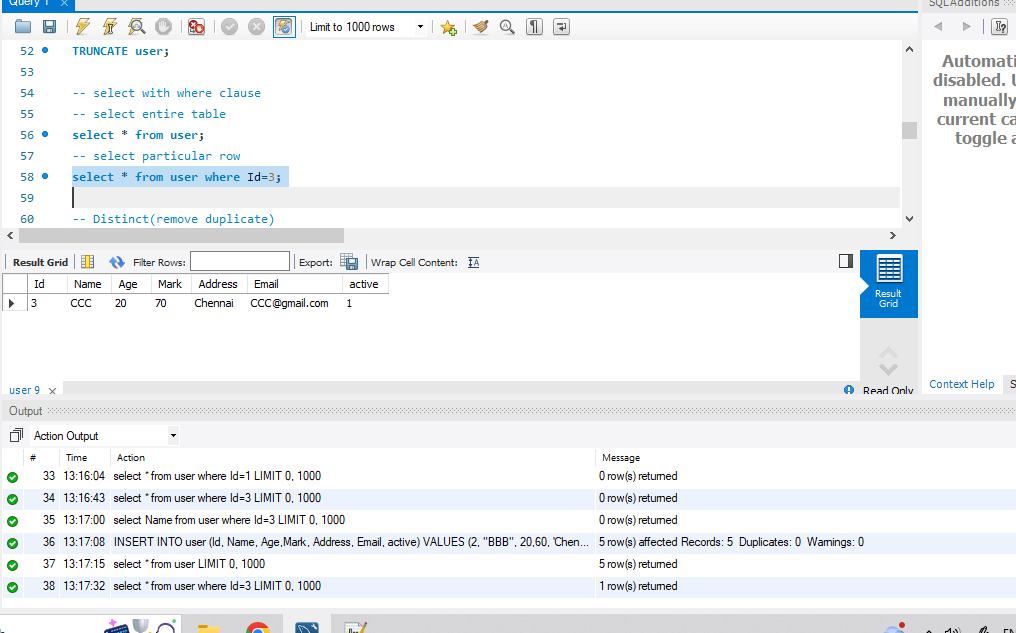 Query 1 ×
SQLAdditions
Limit to 1000 rows
52 TRUNCATE user;
53
54 -- select with where clause
55 -- select entire table
56 select * from user;
57 -- select particular row
58 select * from user where Id=3;
59
60 -- Distinct(remove duplicate)
Automati
disabled. U
manually
current ca
toggle a
Result Grid Filter Rows: Export: Wrap Cell Content: IA
Id Name Age Mark Address Email active
3 CCC 20 70 Chennai CCC@gmail.com 1
Result
Grid
user 9 ×
Read Only
Context Help S
Output
Action Output
# Time Action Message
33 13:16:04 select * from user where Id=1 LIMIT 0, 1000 0 row(s) returned
34 13:16:43 select * from user where Id=3 LIMIT 0, 1000 0 row(s) returned
35 13:17:00 select Name from user where Id=3 LIMIT 0, 1000 0 row(s) returned
36 13:17:08 INSERT INTO user (Id, Name, Age,Mark, Address, Email, active) VALUES (2, "BBB", 20,60, 'Chen... 5 row(s) affected Records: 5 Duplicates: 0 Warnings: 0
37 13:17:15 select * from user LIMIT 0, 1000 5 row(s) returned
38 13:17:32 select * from user where Id=3 LIMIT 0, 1000 1 row(s) returned